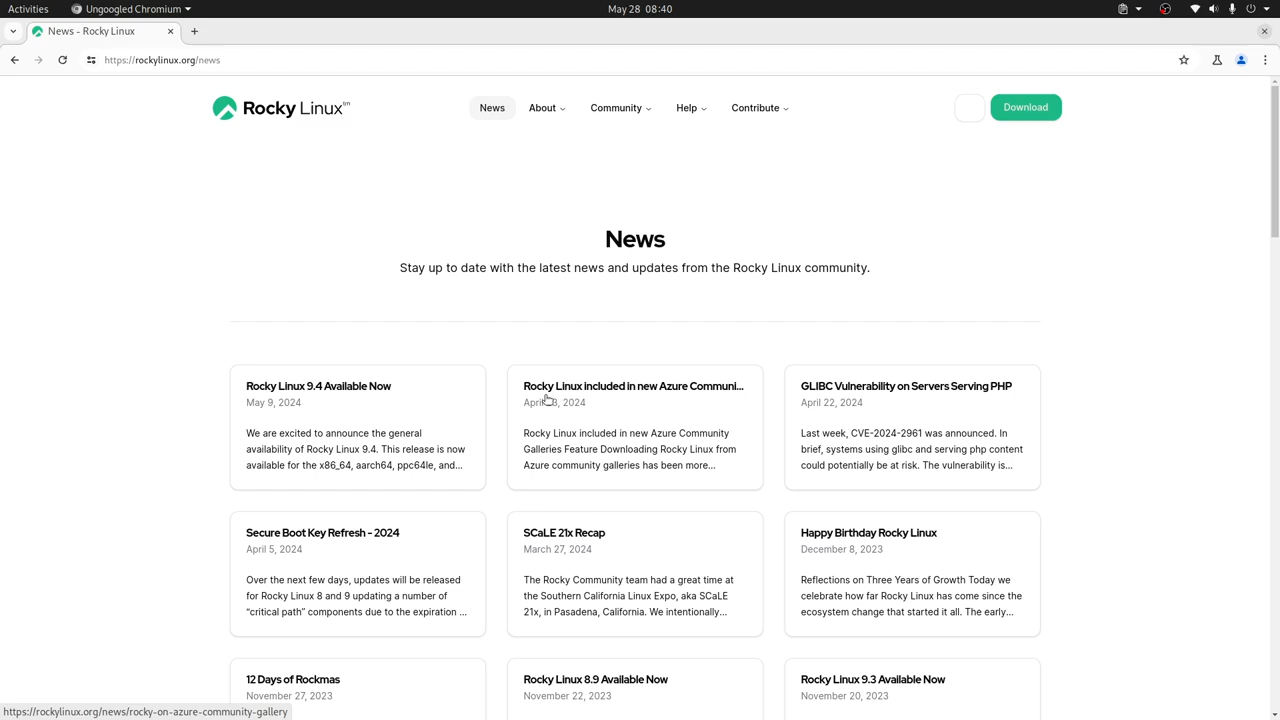 Activities
Ungoogled Chromium
May 28 08:40
News - Rocky Linux
https://rockylinux.org/news
Rocky Linux™
News
About
Community
Help
Contribute
Download
News
Stay up to date with the latest news and updates from the Rocky Linux community.
Rocky Linux 9.4 Available Now
May 9, 2024
We are excited to announce the general
availability of Rocky Linux 9.4. This release is now
available for the x86_64, aarch64, ppc64le, and...
Rocky Linux included in new Azure Communi...
2024
Rocky Linux included in new Azure Community
Galleries Feature Downloading Rocky Linux from
Azure community galleries has been more...
GLIBC Vulnerability on Servers Serving PHP
April 22, 2024
Last week, CVE-2024-2961 was announced. In
brief, systems using glibc and serving php content
could potentially be at risk. The vulnerability is...
Secure Boot Key Refresh - 2024
April 5, 2024
Over the next few days, updates will be released
for Rocky Linux 8 and 9 updating a number of
“critical path” components due to the expiration ...
SCaLE 21x Recap
March 27, 2024
The Rocky Community team had a great time at
the Southern California Linux Expo, aka SCaLE
21x, in Pasadena, California. We intentionally...
Happy Birthday Rocky Linux
December 8, 2023
Reflections on Three Years of Growth Today we
celebrate how far Rocky Linux has come since the
ecosystem change that started it all. The early...
12 Days of Rockmas
November 27, 2023
Rocky Linux 8.9 Available Now
November 22, 2023
Rocky Linux 9.3 Available Now
November 20, 2023
https://rockylinux.org/news/rocky-on-azure-community-gallery